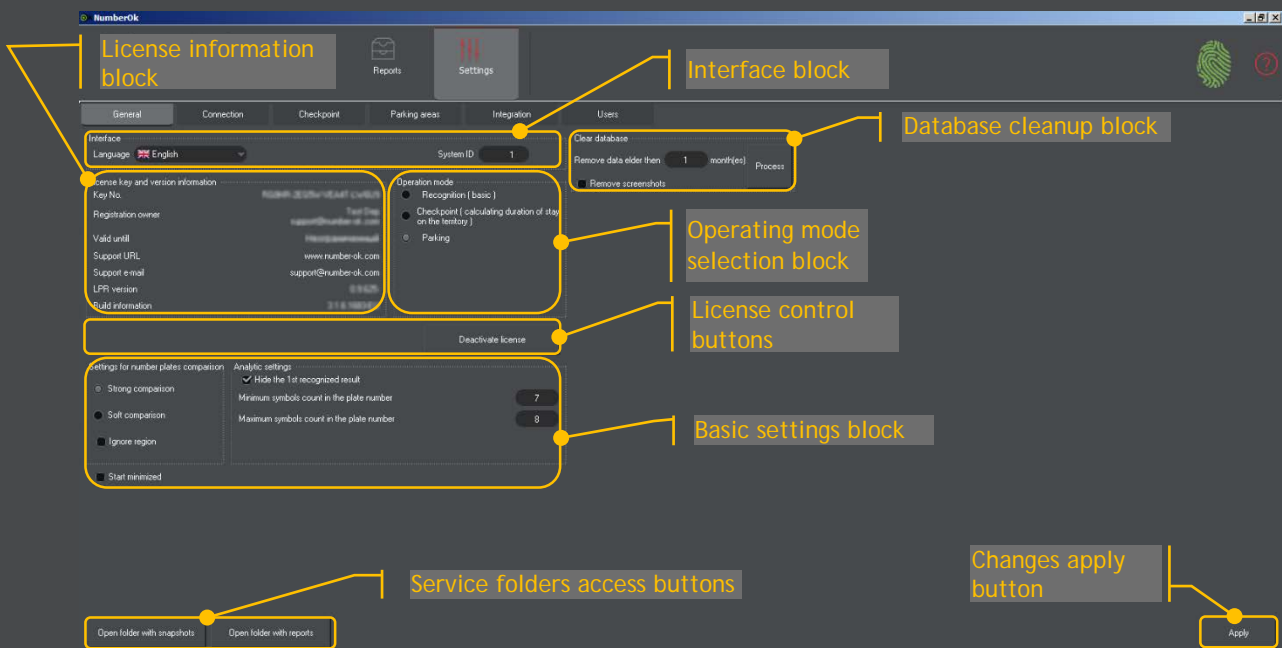 NumberOk
License information
block
Reports
Settings
Interface block
General
Connection
Checkpoint
Parking areas
Integration
Users
Database cleanup block
Interface
Language
English
System ID
1
Clear database
Remove data elder then
1
month(es)
Process
Remove screenshots
License key and version information
Key No.
Registration owner
Valid untill
Support URL
www.number-ok.com
Support e-mail
support@number-ok.com
LPR version
Build information
Operation mode
Recognition ( basic )
Checkpoint ( calculating duration of stay
on the territory )
Parking
Operating mode
selection block
License control
buttons
Deactivate license
Settings for number plates comparison
Strong comparison
Soft comparison
Ignore region
Analytic settings
Hide the 1st recognized result
Minimum symbols count in the plate number
7
Maximum symbols count in the plate number
8
Basic settings block
Start minimized
Service folders access buttons
Changes apply
button
Open folder with snapshots
Open folder with reports
Apply